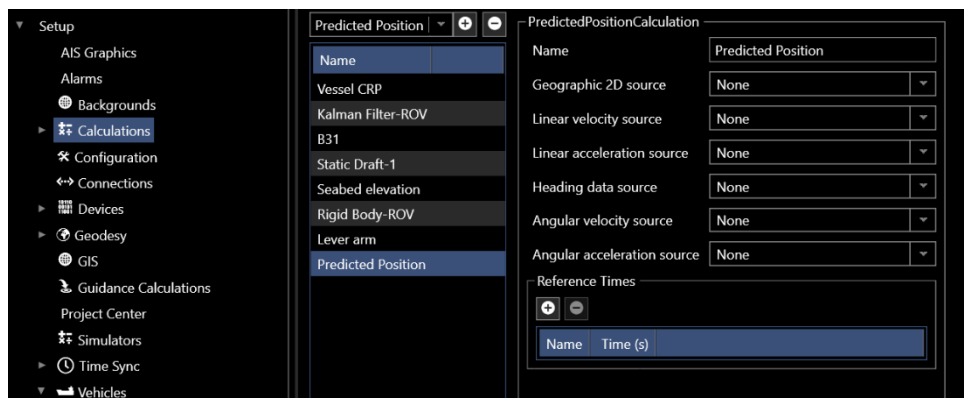 Setup
AIS Graphics
Alarms
Backgrounds
Calculations
Configuration
Connections
Devices
Geodesy
GIS
Guidance Calculations
Project Center
Simulators
Time Sync
Vehicles
Predicted Position
Name
Vessel CRP
Kalman Filter-ROV
B31
Static Draft-1
Seabed elevation
Rigid Body-ROV
Lever arm
Predicted Position
PredictedPositionCalculation
Name Predicted Position
Geographic 2D source None
Linear velocity source None
Linear acceleration source None
Heading data source None
Angular velocity source None
Angular acceleration source None
Reference Times
Name Time (s)